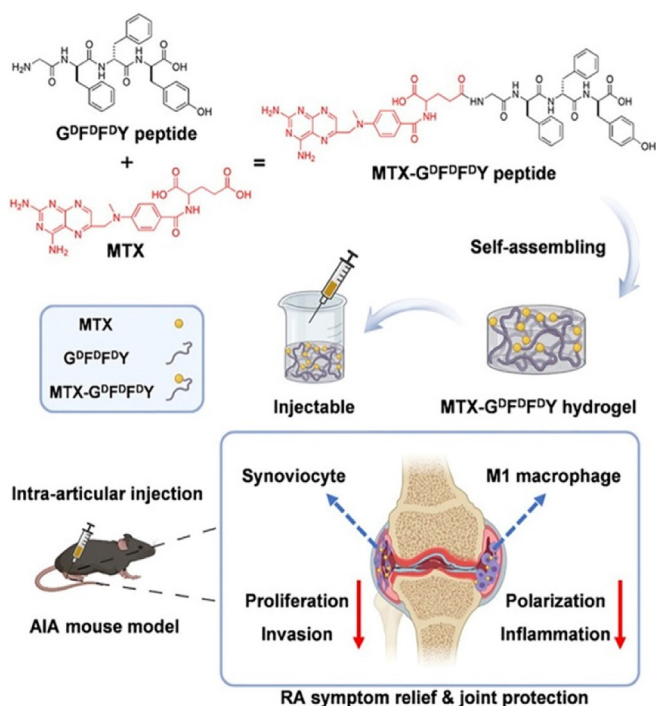 GᴰFᴰFᴰY peptide
+
MTX
=
MTX-GᴰFᴰFᴰY peptide
Self-assembling
MTX
GᴰFᴰFᴰY
MTX-GᴰFᴰFᴰY
Injectable
MTX-GᴰFᴰFᴰY hydrogel
Intra-articular injection
AIA mouse model
Synoviocyte
M1 macrophage
Proliferation
Invasion
Polarization
Inflammation
RA symptom relief & joint protection